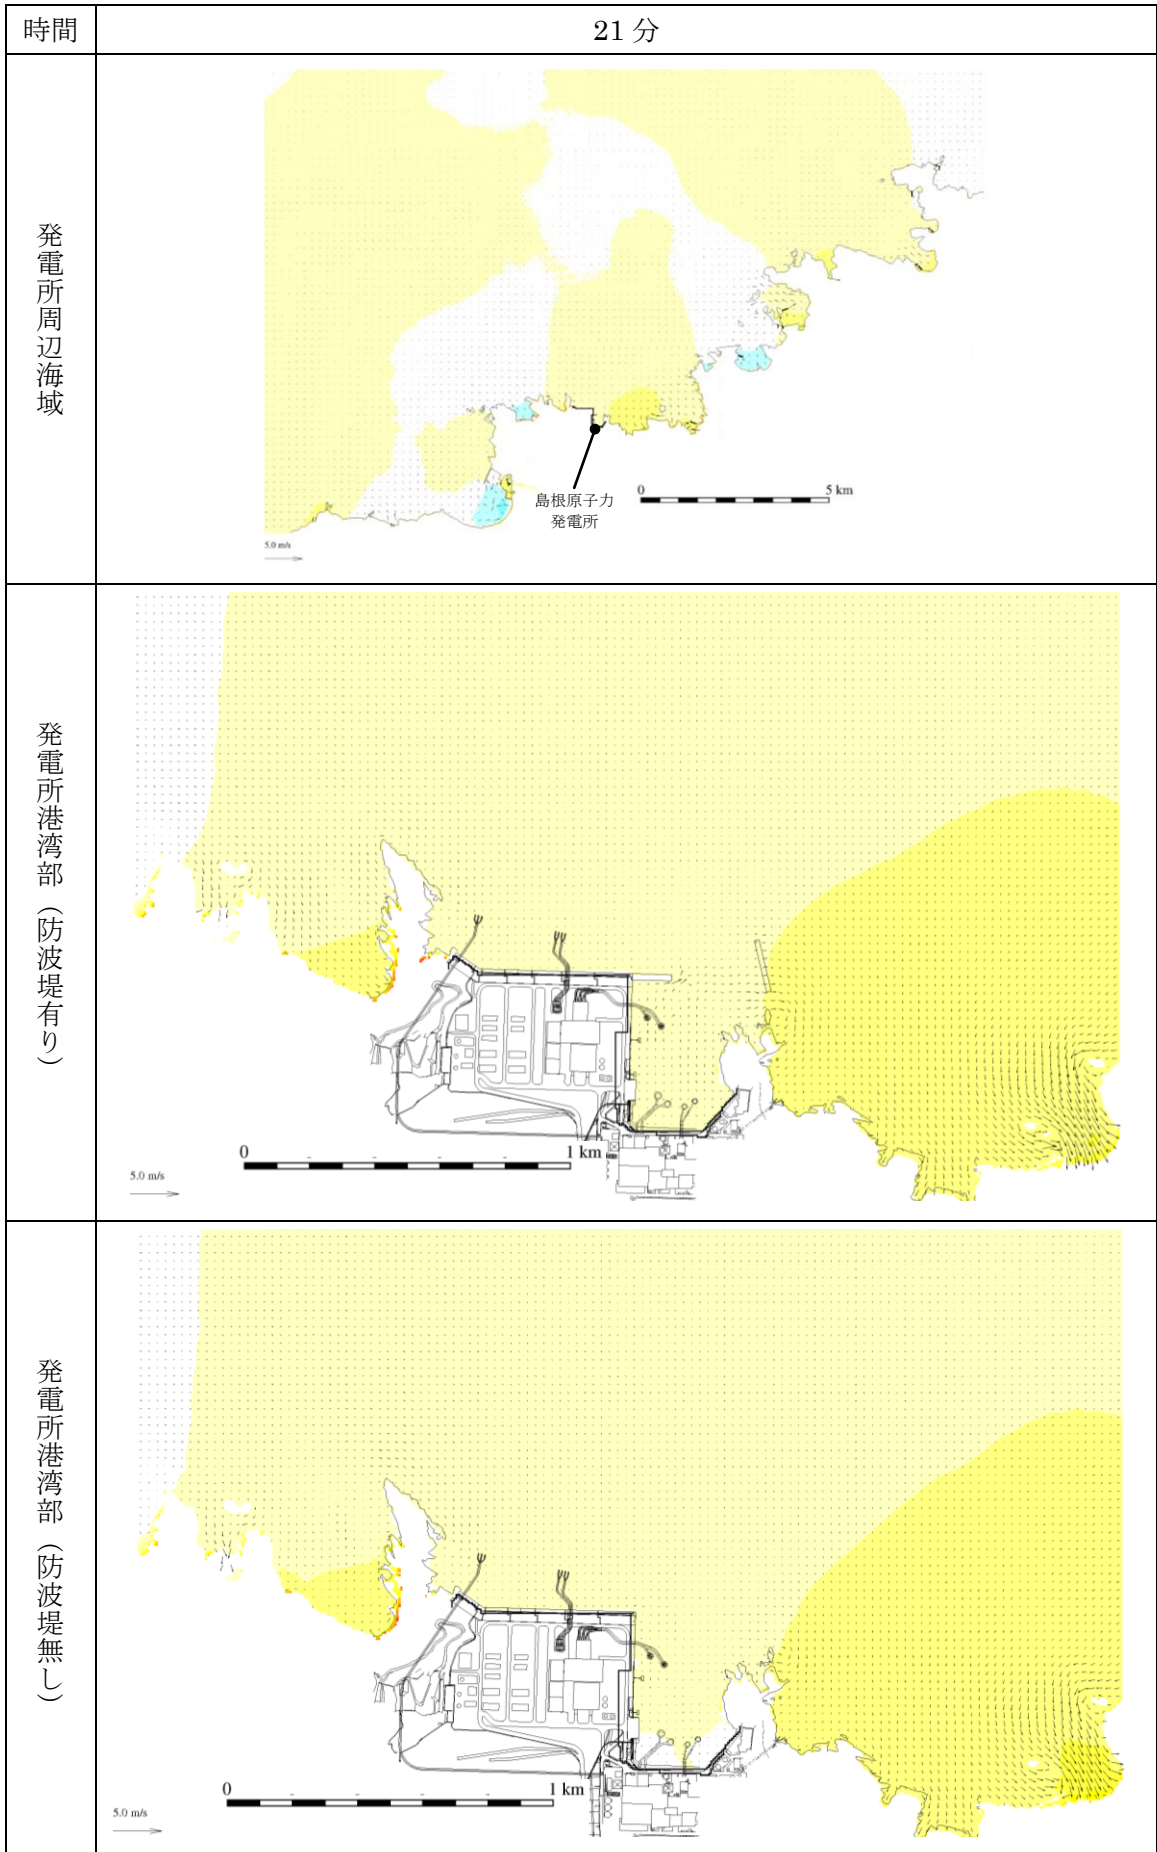 時間
21 分
発電所周辺海域
島根原子力
発電所
0 5 km
5.0 m/s
発電所港湾部（防波堤有り）
0 1 km
5.0 m/s
発電所港湾部（防波堤無し）
0 1 km
5.0 m/s